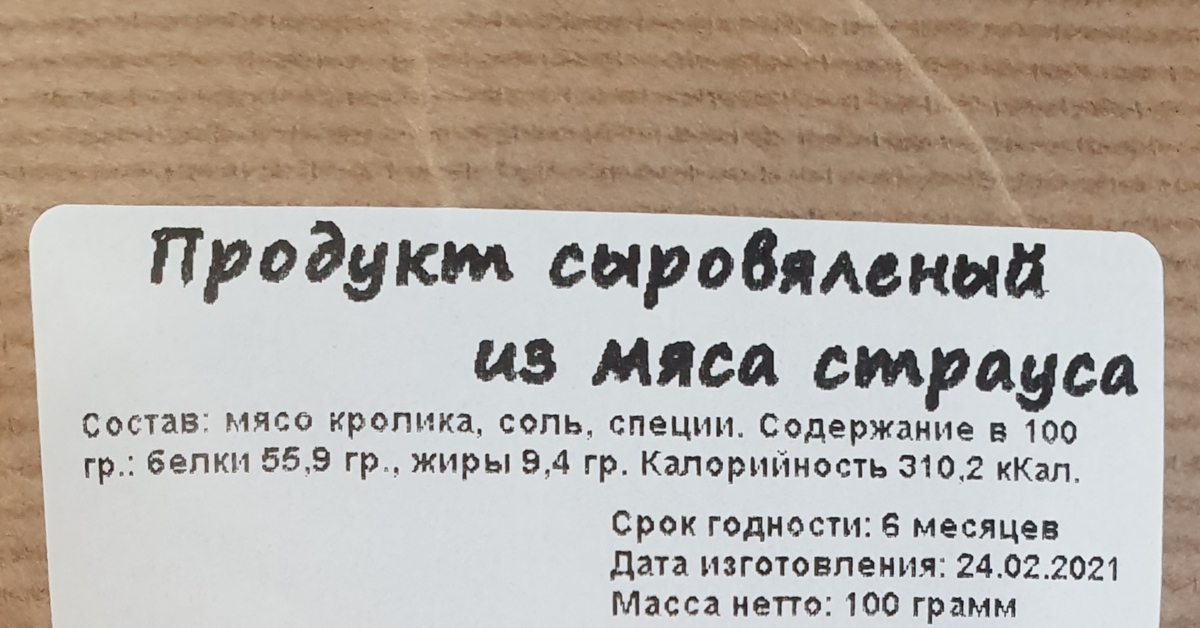 Продукт сыровяленый
из мяса страуса
Состав: мясо кролика, соль, специи. Содержание в 100
гр.: белки 55,9 гр., жиры 9,4 гр. Калорийность 310,2 кКал.
Срок годности: 6 месяцев
Дата изготовления: 24.02.2021
Масса нетто: 100 грамм